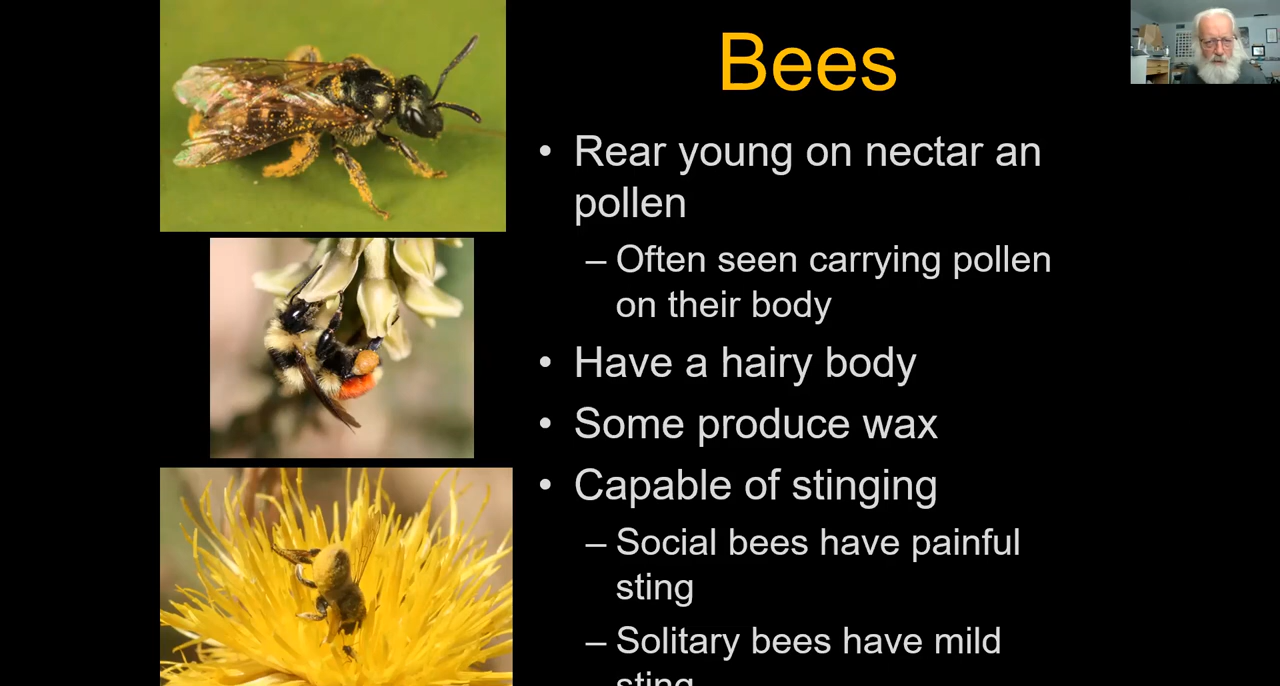 Bees
• Rear young on nectar an
pollen
– Often seen carrying pollen
on their body
• Have a hairy body
• Some produce wax
• Capable of stinging
– Social bees have painful
sting
– Solitary bees have mild
sting